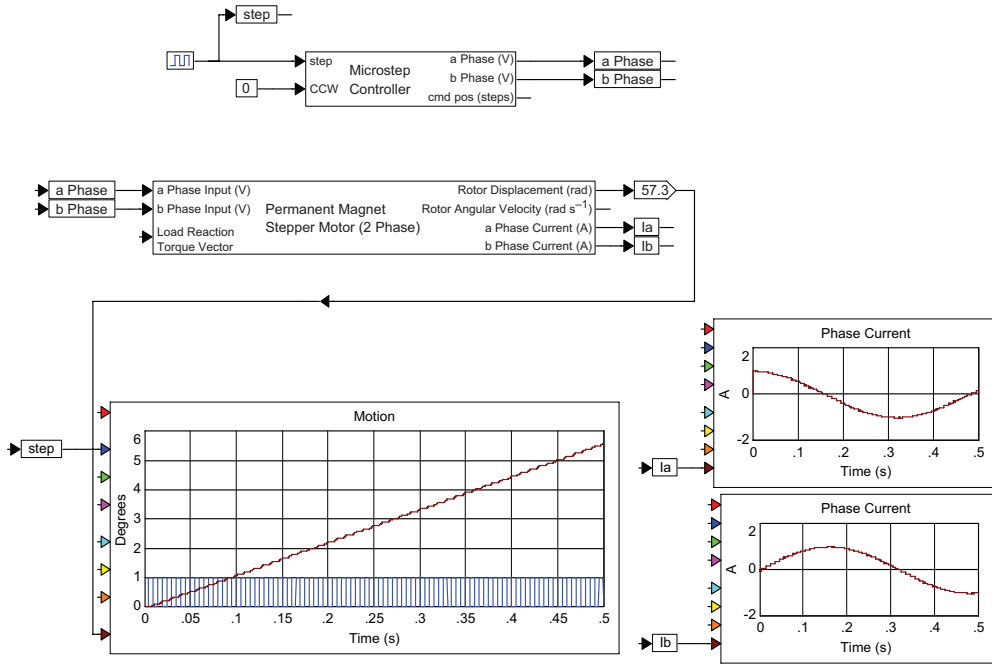 step
step
CCW
Microstep
Controller
a Phase (V)
b Phase (V)
cmd pos (steps)
0
a Phase
b Phase
a Phase
b Phase
a Phase Input (V)
b Phase Input (V)
Load Reaction
Torque Vector
Permanent Magnet
Stepper Motor (2 Phase)
Rotor Displacement (rad)
Rotor Angular Velocity (rad s⁻¹)
a Phase Current (A)
b Phase Current (A)
57.3
Ia
Ib
step
Motion
Degrees
6
5
4
3
2
1
0
0 .05 .1 .15 .2 .25 .3 .35 .4 .45 .5
Time (s)
Ia
Phase Current
A
2
0
-2
0 .1 .2 .3 .4 .5
Time (s)
Ib
Phase Current
A
2
0
-2
0 .1 .2 .3 .4 .5
Time (s)